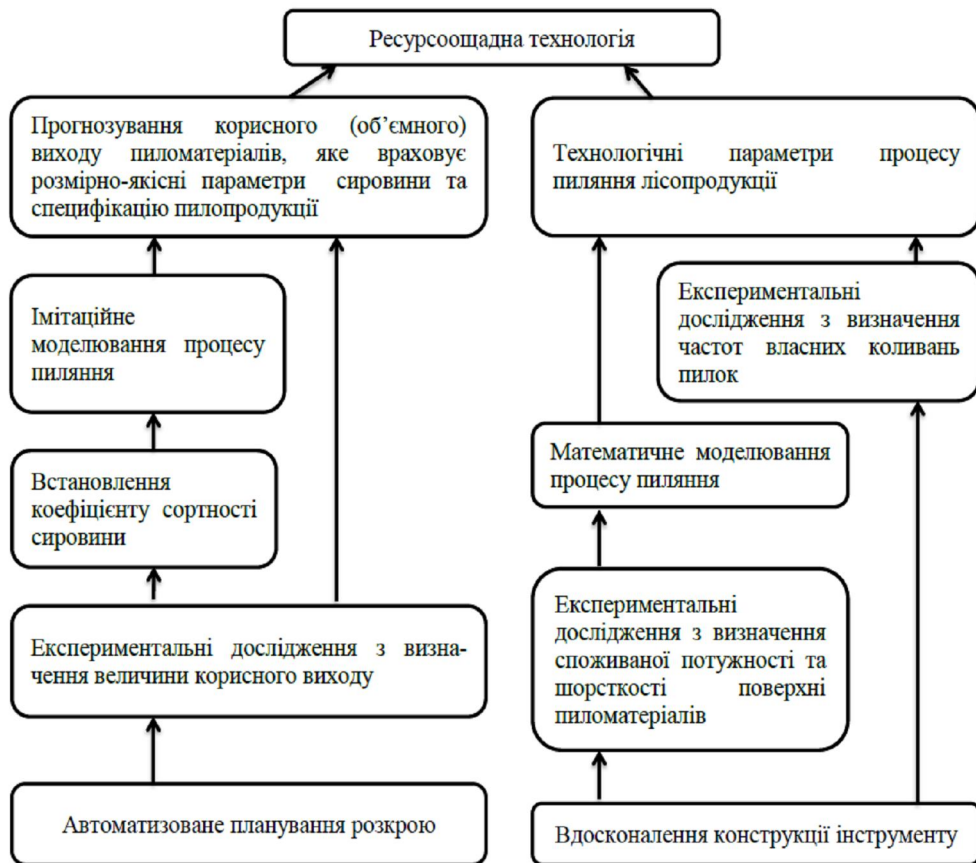 Ресурсоощадна технологія
Прогнозування корисного (об’ємного)
виходу пиломатеріалів, яке враховує
розмірно-якісні параметри сировини та
специфікацію пилопродукції
Технологічні параметри процесу
пиляння лісопродукції
Імітаційне
моделювання процесу
пиляння
Експериментальні
дослідження з визначення
частот власних коливань
пилок
Встановлення
коефіцієнту сортності
сировини
Математичне моделювання
процесу пиляння
Експериментальні дослідження з визна-
чення величини корисного виходу
Експериментальні
дослідження з визначення
споживаної потужності та
шорсткості поверхні
пиломатеріалів
Автоматизоване планування розкрою
Вдосконалення конструкції інструменту